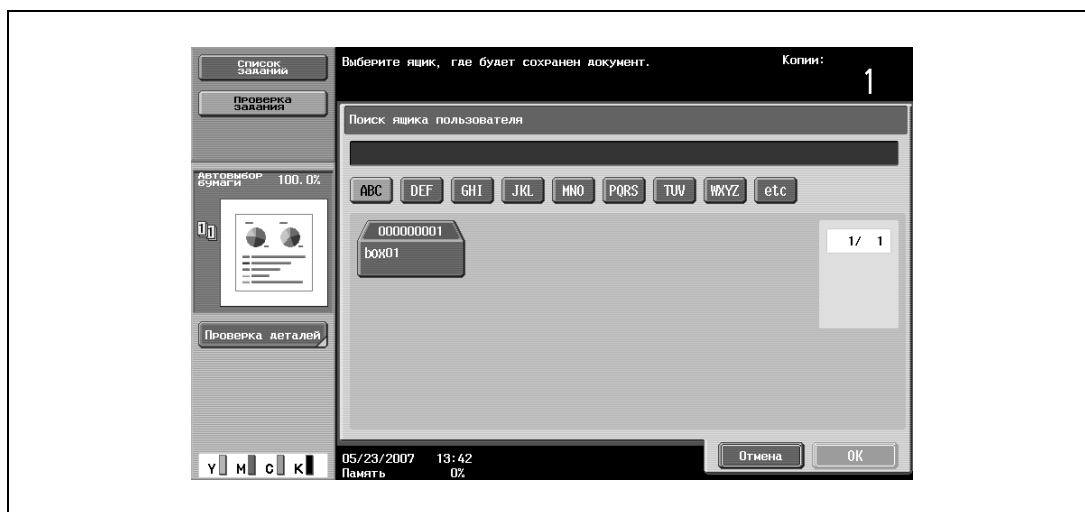 Список
заданий
Проверка
задания
Автовыбор
бумаги 100.0%
Проверка деталей
Y M C K
Выберите ящик, где будет сохранен документ.
Копии:
1
Поиск ящика пользователя
ABC DEF GHI JKL MNO PQRS TUV WXYZ etc
000000001
box01
1/ 1
05/23/2007 13:42
Память 0%
Отмена OK